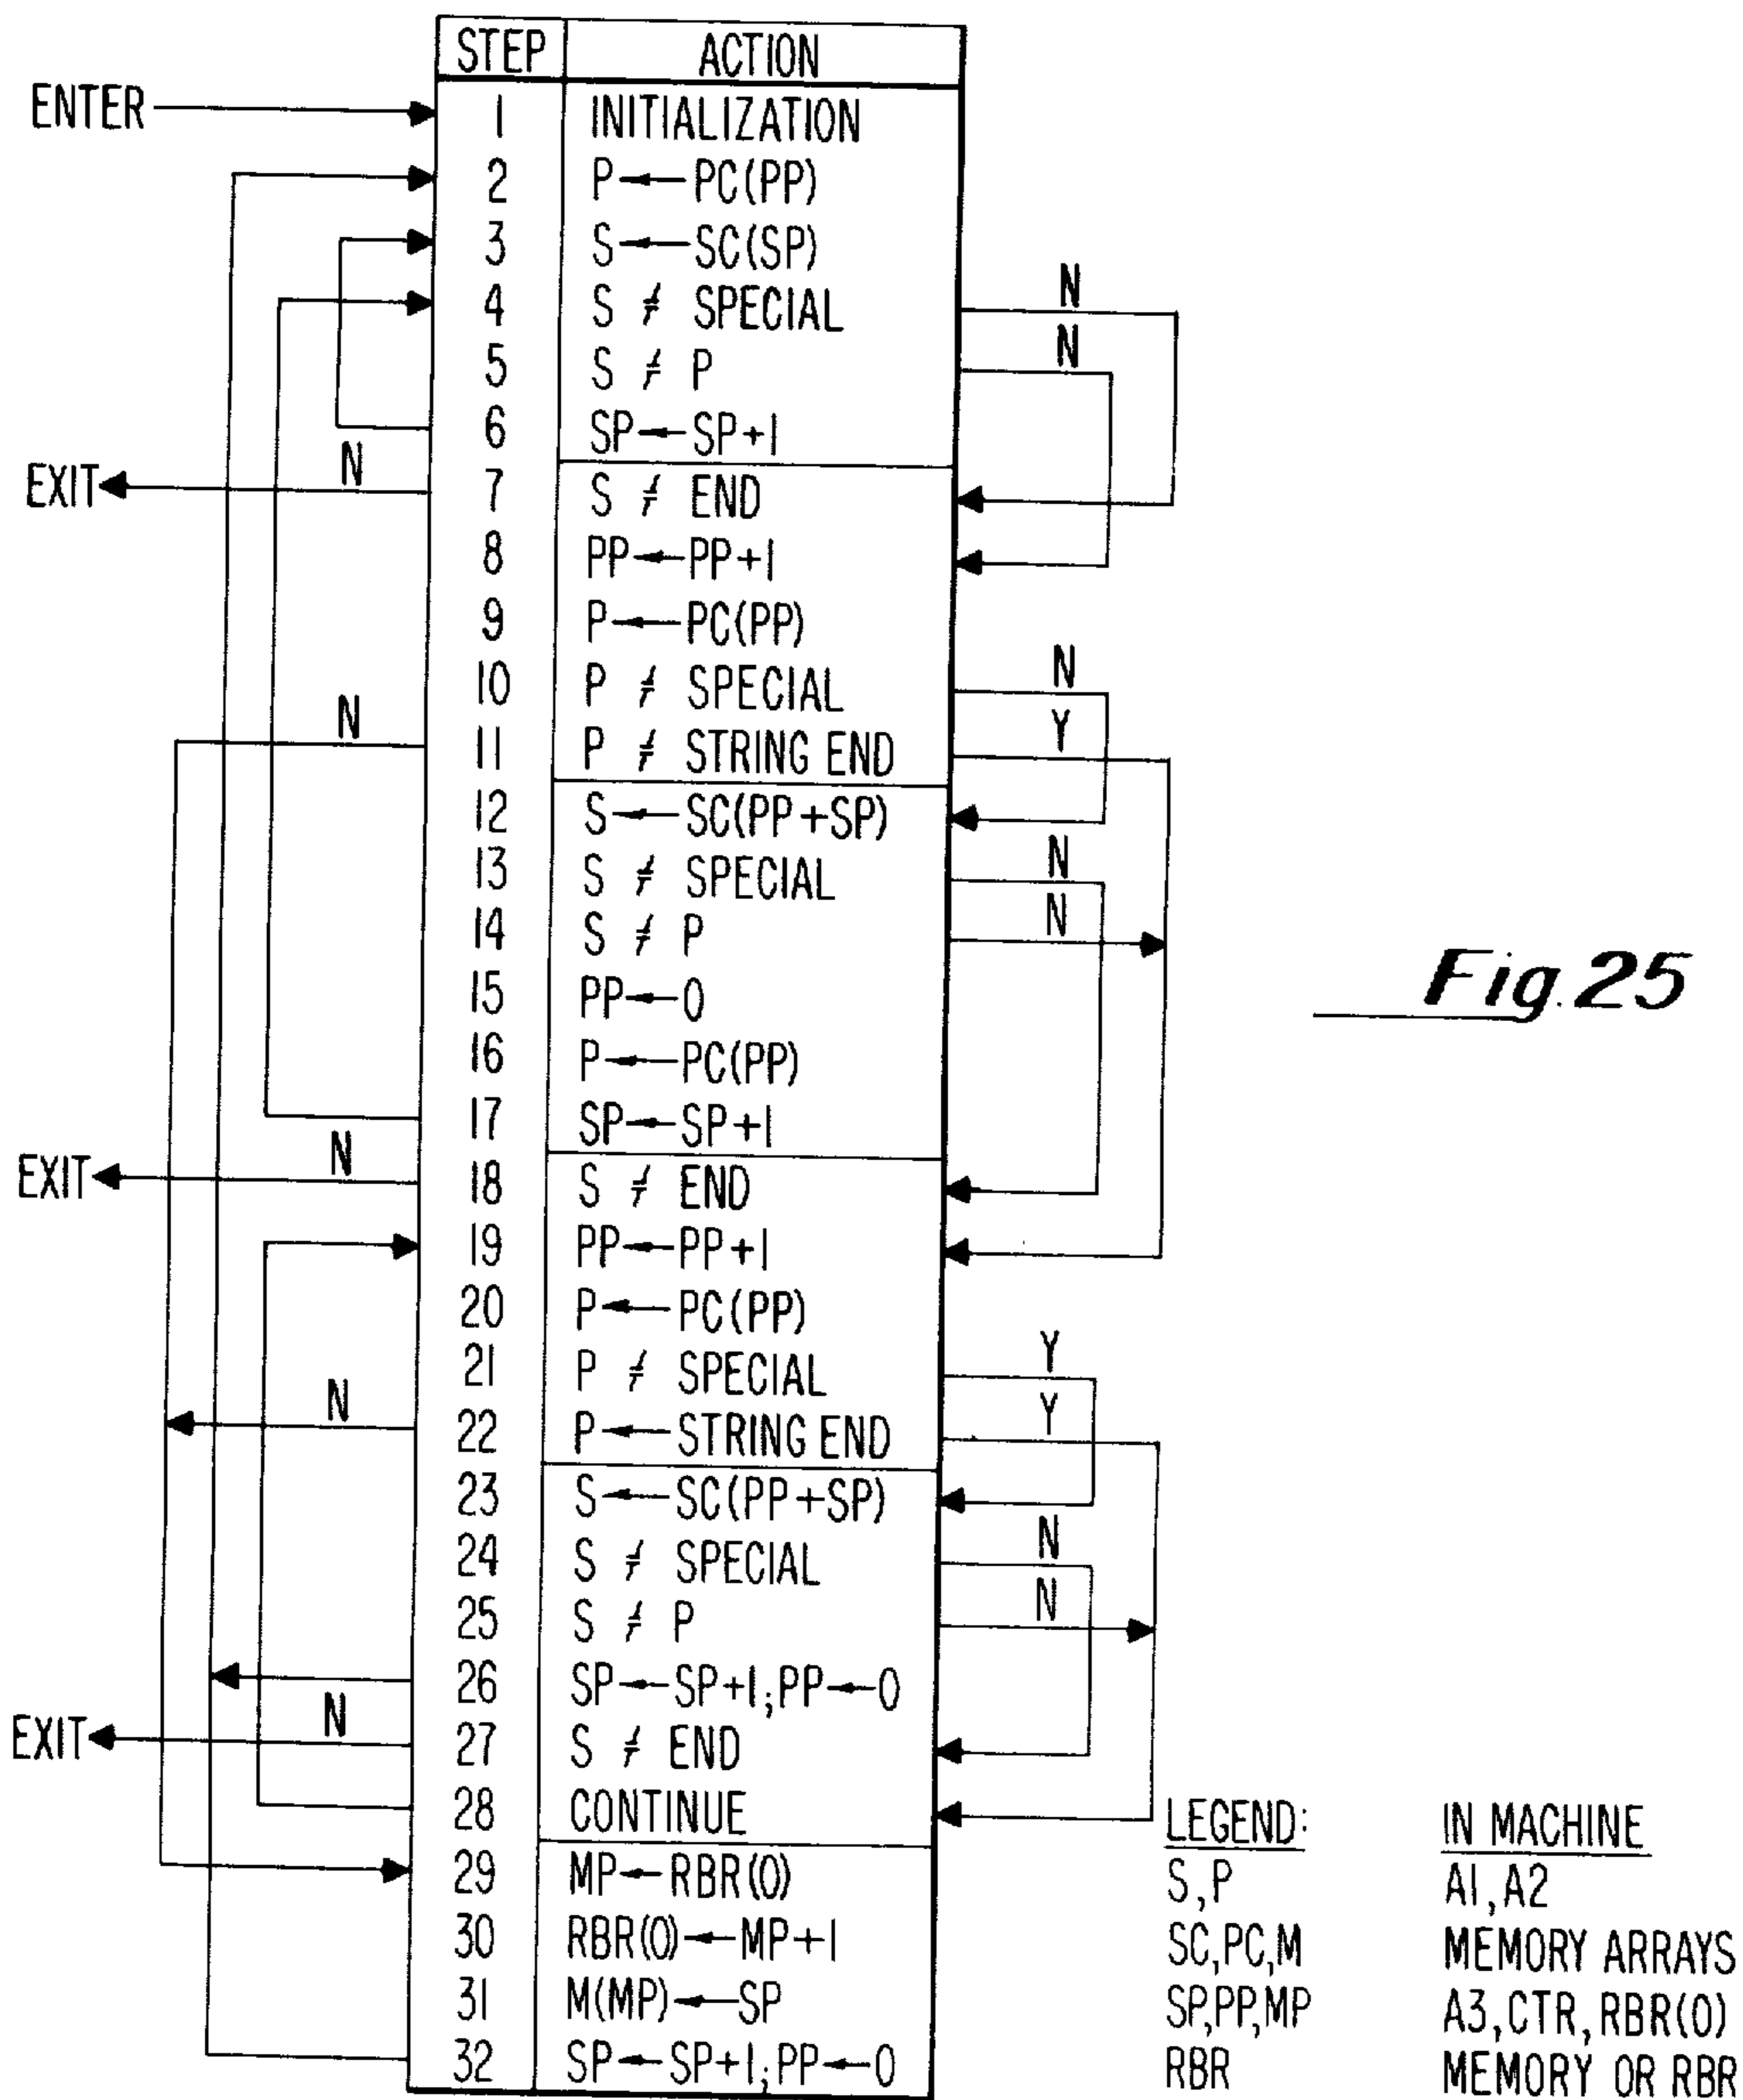 STEP ACTION
ENTER 1 INITIALIZATION
2 P←PC(PP)
3 S←SC(SP)
4 S ≠ SPECIAL N
5 S ≠ P N
6 SP←SP+1
EXIT N 7 S ≠ END
8 PP←PP+1
9 P←PC(PP)
10 P ≠ SPECIAL N
N 11 P ≠ STRING END Y
12 S←SC(PP+SP)
13 S ≠ SPECIAL N
14 S ≠ P N
15 PP←0
16 P←PC(PP)
17 SP←SP+1
EXIT N 18 S ≠ END
19 PP←PP+1
20 P←PC(PP)
21 P ≠ SPECIAL Y
N 22 P←STRING END Y
23 S←SC(PP+SP)
24 S ≠ SPECIAL N
25 S ≠ P N
26 SP←SP+1;PP←0
EXIT N 27 S ≠ END
28 CONTINUE
29 MP←RBR(0)
30 RBR(0)←MP+1
31 M(MP)←SP
32 SP←SP+1;PP←0
Fig. 25
LEGEND: IN MACHINE
S,P A1,A2
SC,PC,M MEMORY ARRAYS
SP,PP,MP A3,CTR,RBR(0)
RBR MEMORY OR RBR